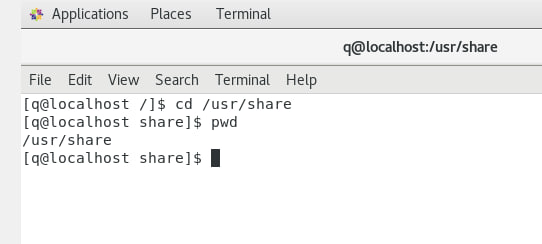 Applications Places Terminal
q@localhost:/usr/share
File Edit View Search Terminal Help
[q@localhost /]$ cd /usr/share
[q@localhost share]$ pwd
/usr/share
[q@localhost share]$